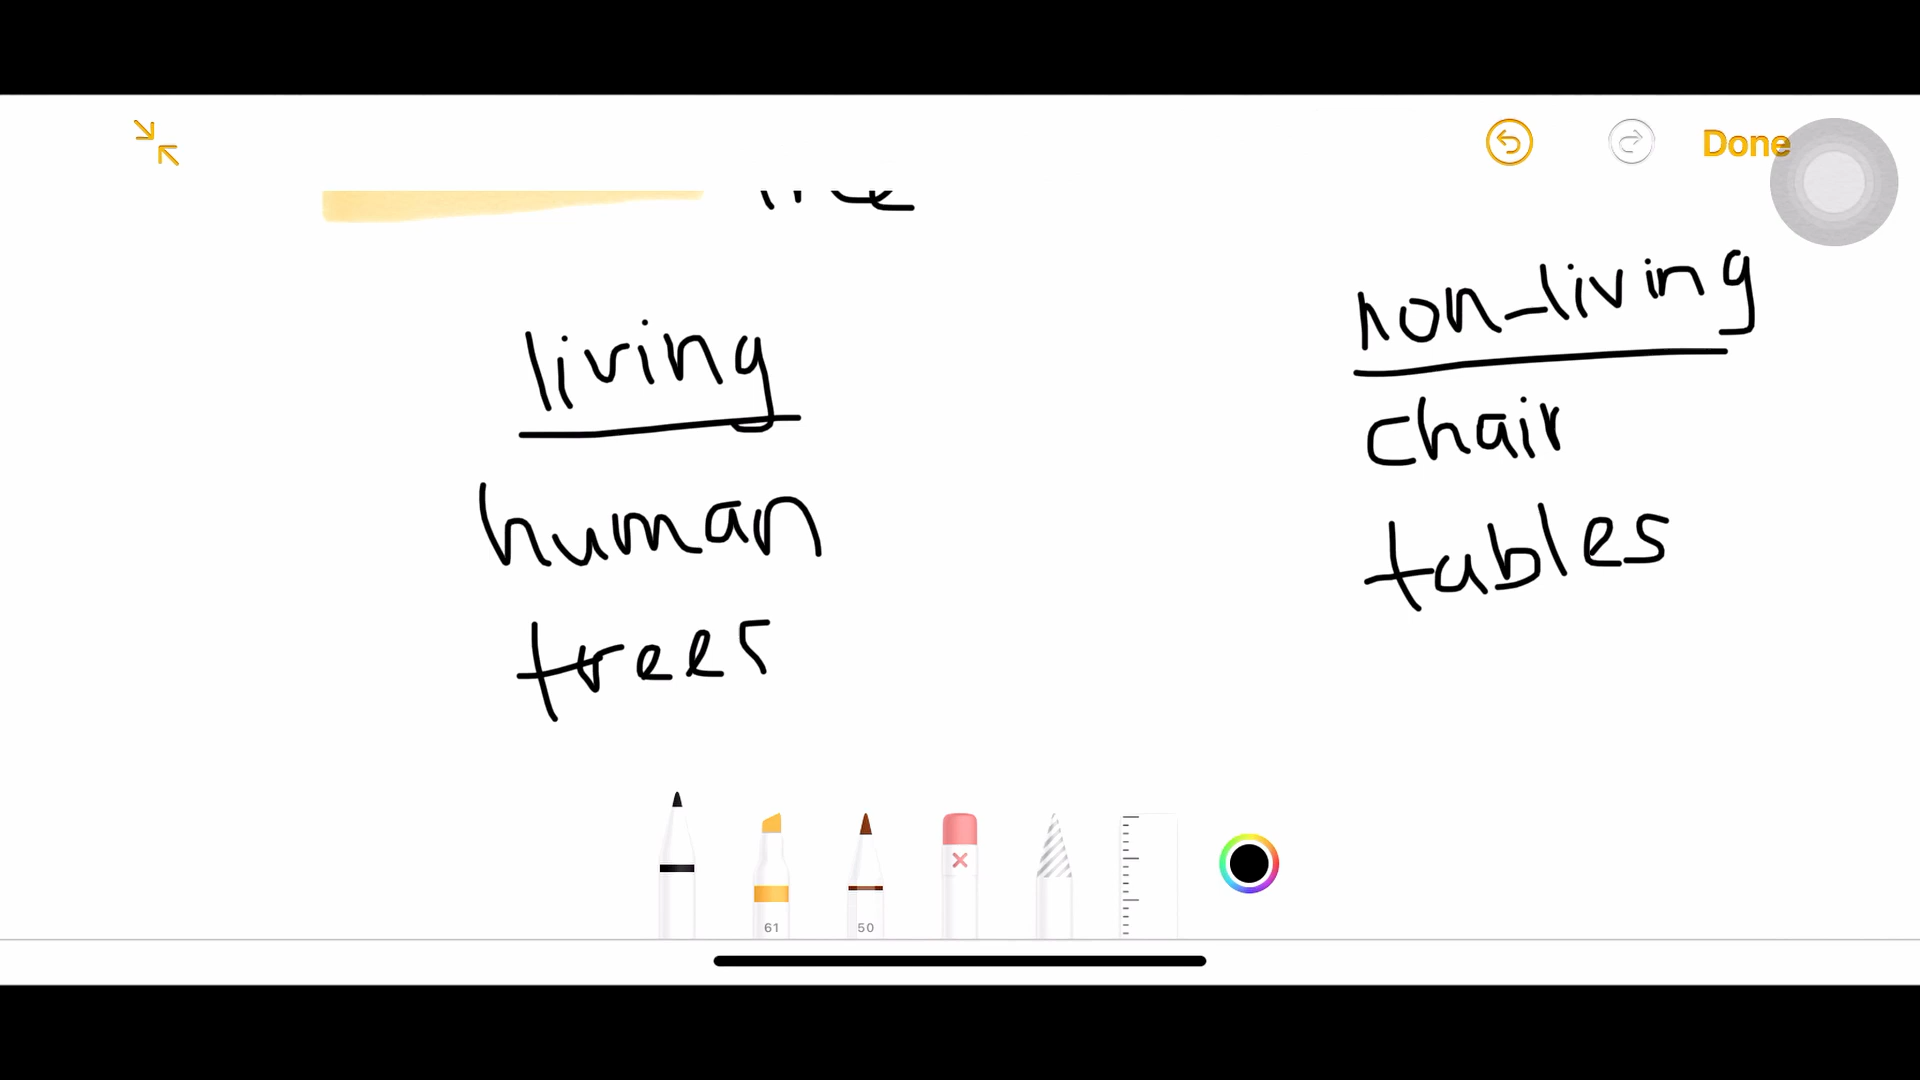 Done
living
human
trees
non-living
chair
tables
61
50